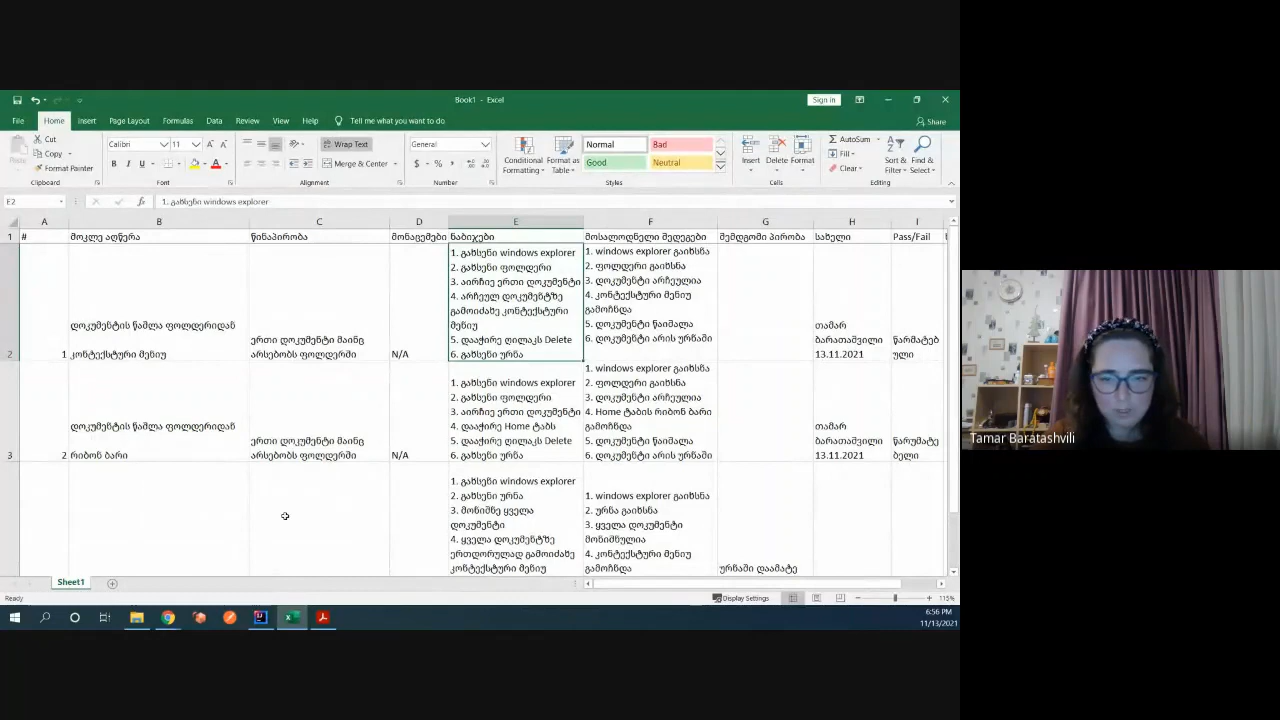 Book1 - Excel
Sign in
File Home Insert Page Layout Formulas Data Review View Help Tell me what you want to do Share
Cut
Copy
Format Painter
Paste
Clipboard
Calibri 11
Font
Wrap Text
Merge & Center
Alignment
General
Number
Conditional Formatting
Format as Table
Normal Bad
Good Neutral
Styles
Insert Delete Format
Cells
AutoSum
Fill
Clear
Sort & Filter
Find & Select
Editing
E2 1. გახსენი windows explorer
A B C D E F G H I
1 # მოკლე აღწერა წინაპირობა მონაცემები ნაბიჯები მოსალოდნელი შედეგები შემდგომი პირობა სახელი Pass/Fail
2
1
დოკუმენტის წაშლა ფოლდერიდან
კონტექსტური მენიუ
ერთი დოკუმენტი მაინც
არსებობს ფოლდერში
N/A
1. გახსენი windows explorer
2. გახსენი ფოლდერი
3. აირჩიე ერთი დოკუმენტი
4. არჩეულ დოკუმენტზე
გამოიძახე კონტექსტური
მენიუ
5. დააჭირე ღილაკს Delete
6. გახსენი ურნა
1. windows explorer გაიხსნა
2. ფოლდერი გაიხსნა
3. დოკუმენტი არჩეულია
4. კონტექსტური მენიუ
გამოჩნდა
5. დოკუმენტი წაიშალა
6. დოკუმენტი არის ურნაში
თამარ
ბარათაშვილი
13.11.2021
წარმატებ
ული
3
2
დოკუმენტის წაშლა ფოლდერიდან
რიბონ ბარი
ერთი დოკუმენტი მაინც
არსებობს ფოლდერში
N/A
1. გახსენი windows explorer
2. გახსენი ფოლდერი
3. აირჩიე ერთი დოკუმენტი
4. დააჭირე Home ტაბს
5. დააჭირე ღილაკს Delete
6. გახსენი ურნა
1. windows explorer გაიხსნა
2. ფოლდერი გაიხსნა
3. დოკუმენტი არჩეულია
4. Home ტაბის რიბონ ბარი
გამოჩნდა
5. დოკუმენტი წაიშალა
6. დოკუმენტი არის ურნაში
თამარ
ბარათაშვილი
13.11.2021
წარუმატე
ბელი
1. გახსენი windows explorer
2. გახსენი ურნა
3. მონიშნე ყველა
დოკუმენტი
4. ყველა დოკუმენტზე
ერთდორულად გამოიძახე
კონტექსტური მენიუ
1. windows explorer გაიხსნა
2. ურნა გაიხსნა
3. ყველა დოკუმენტი
მონიშნულია
4. კონტექსტური მენიუ
გამოჩნდა
ურნაში დაამატე
Sheet1
Ready
Display Settings
115%
6:56 PM
11/13/2021
Tamar Baratashvili